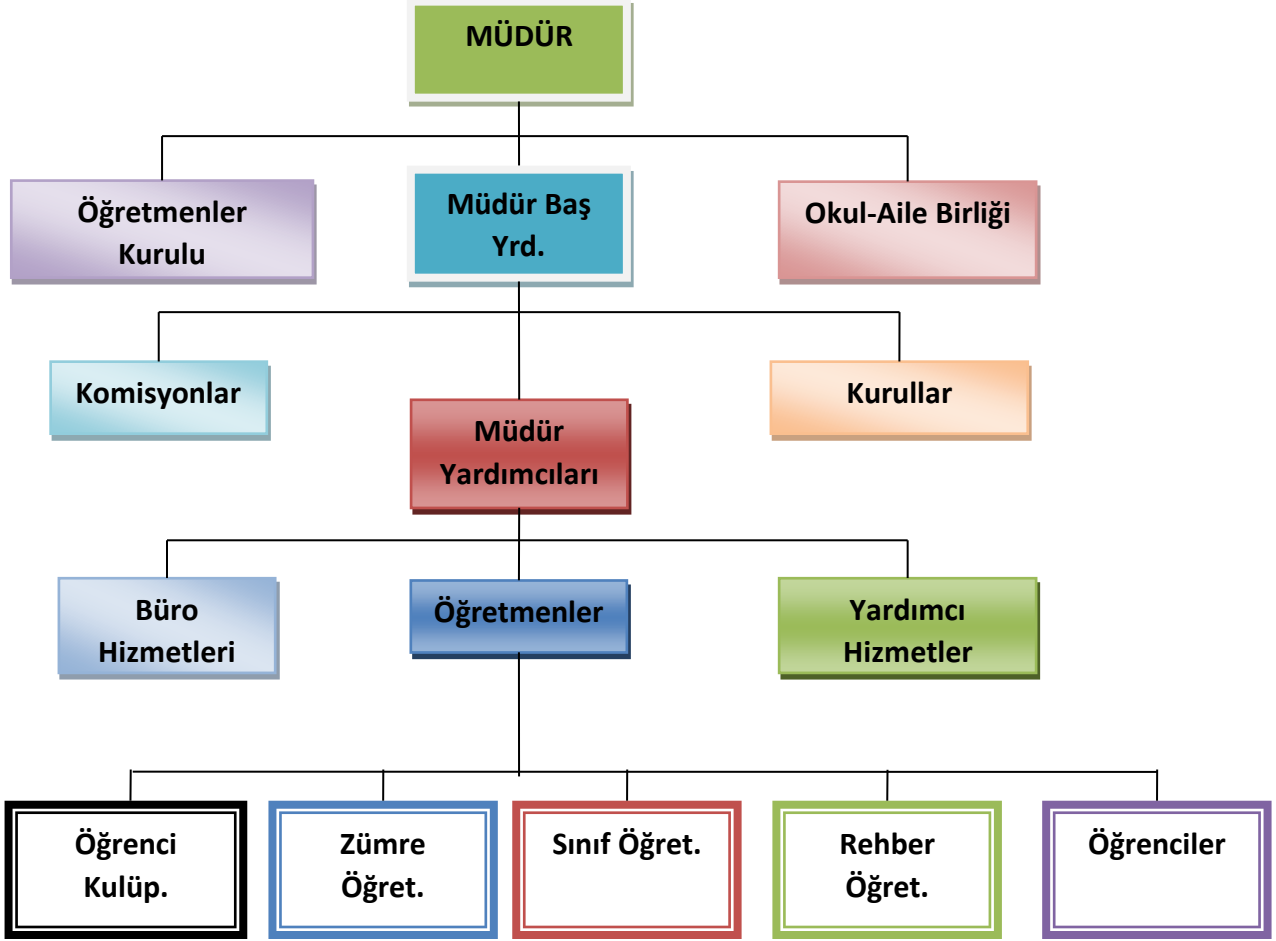 MÜDÜR
Öğretmenler
Kurulu
Müdür Baş
Yrd.
Okul-Aile Birliği
Komisyonlar
Kurullar
Müdür
Yardımcıları
Büro
Hizmetleri
Öğretmenler
Yardımcı
Hizmetler
Öğrenci
Kulüp.
Zümre
Öğret.
Sınıf Öğret.
Rehber
Öğret.
Öğrenciler